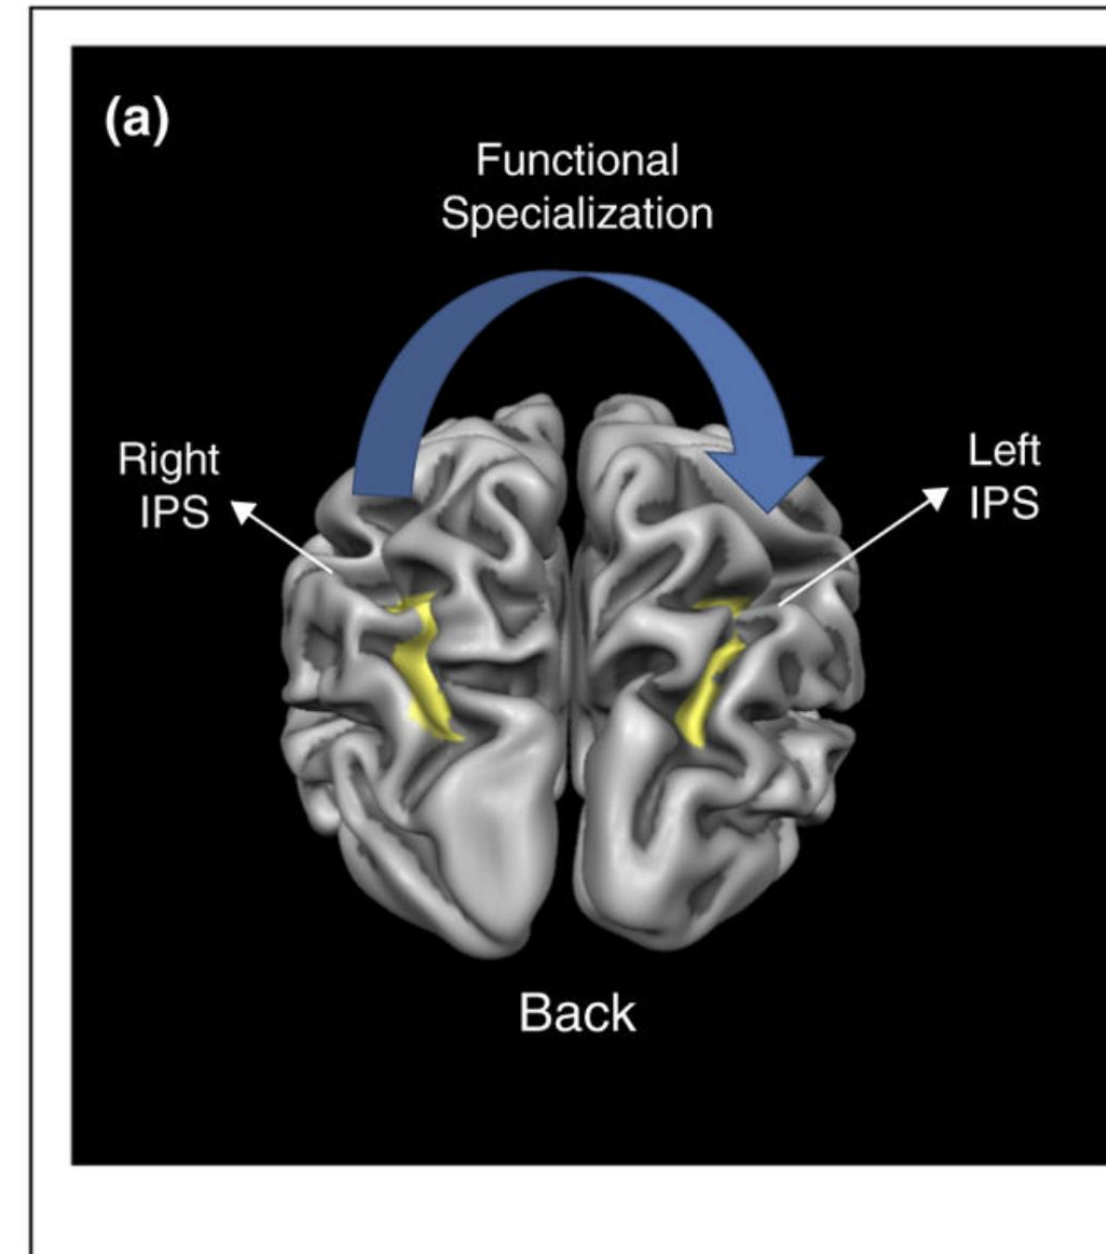 (a)
Functional
Specialization
Right
IPS
Left
IPS
Back